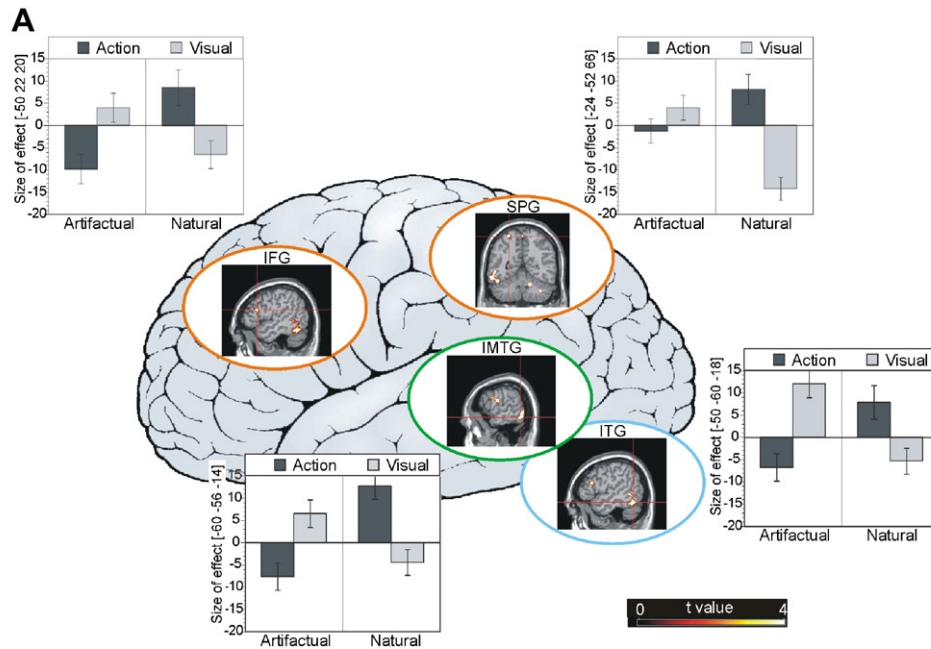 A
Action Visual
Size of effect [-50 22 20]
15
10
5
0
-5
-10
-15
-20
Artifactual Natural
Action Visual
Size of effect [-24 -52 66]
15
10
5
0
-5
-10
-15
-20
Artifactual Natural
SPG
IFG
IMTG
ITG
Action Visual
Size of effect [-50 -60 -18]
15
10
5
0
-5
-10
-15
-20
Artifactual Natural
Action Visual
Size of effect [-60 -56 -14]
15
10
5
0
-5
-10
-15
-20
Artifactual Natural
0 t value 4